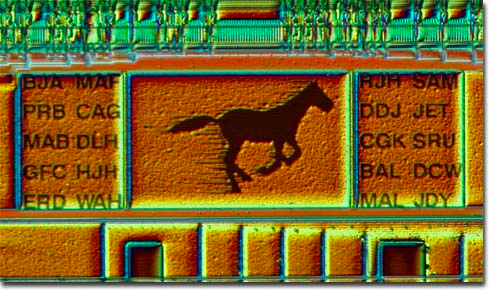 BJA MAF
PRB CAG
MAB DLH
GFC HJH
ERD WAH
RJH SAM
DDJ JET
CGK SRU
BAL DCW
MAL JDY